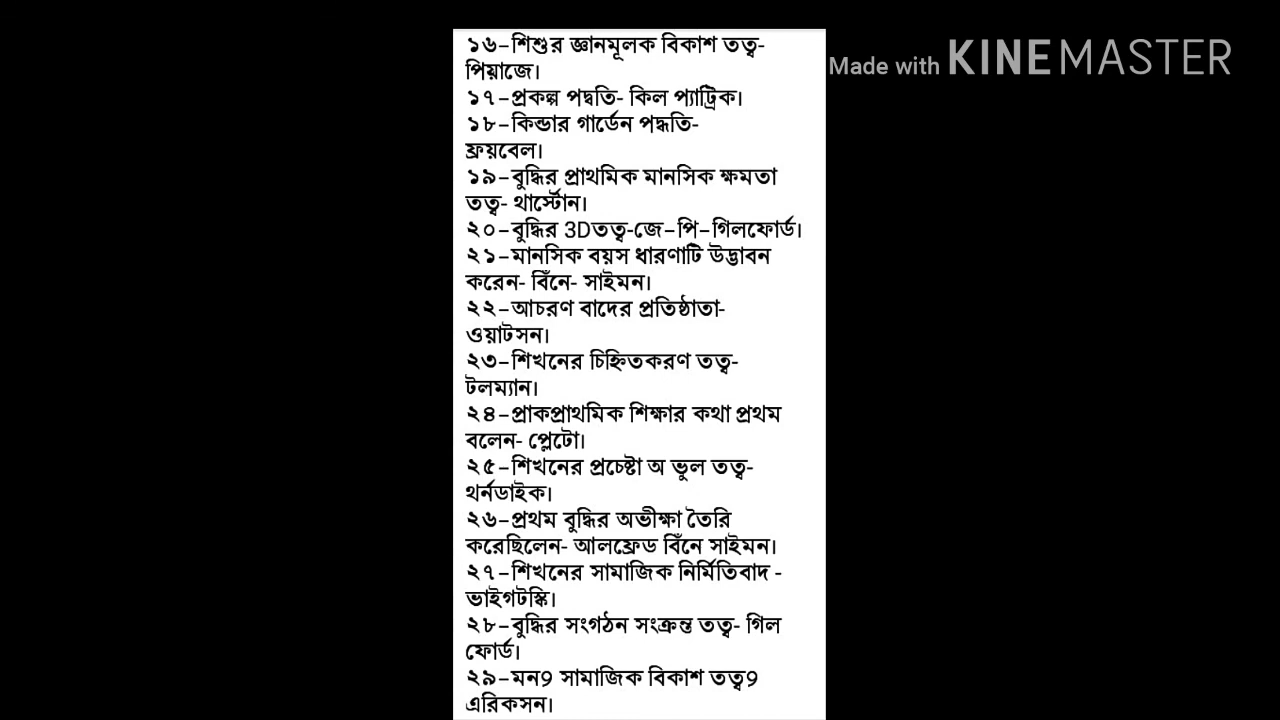 Made with KINEMASTER
১৬–শিশুর জ্ঞানমূলক বিকাশ তত্ব-
পিয়াজে।
১৭–প্রকল্প পদ্বতি- কিল প্যাট্রিক।
১৮–কিন্ডার গার্ডেন পদ্ধতি-
ফ্রয়বেল।
১৯–বুদ্ধির প্রাথমিক মানসিক ক্ষমতা
তত্ব- থার্স্টোন।
২০–বুদ্ধির 3Dতত্ব-জে–পি–গিলফোর্ড।
২১–মানসিক বয়স ধারণাটি উদ্ভাবন
করেন- বিঁনে- সাইমন।
২২–আচরণ বাদের প্রতিষ্ঠাতা-
ওয়াটসন।
২৩–শিখনের চিহ্নিতকরণ তত্ব-
টলম্যান।
২৪–প্রাকপ্রাথমিক শিক্ষার কথা প্রথম
বলেন- প্লেটো।
২৫–শিখনের প্রচেষ্টা অ ভুল তত্ব-
থর্নডাইক।
২৬–প্রথম বুদ্ধির অভীক্ষা তৈরি
করেছিলেন- আলফ্রেড বিঁনে সাইমন।
২৭–শিখনের সামাজিক নির্মিতিবাদ -
ভাইগটস্কি।
২৮–বুদ্ধির সংগঠন সংক্রন্ত তত্ব- গিল
ফোর্ড।
২৯–মন9 সামাজিক বিকাশ তত্ব9
এরিকসন।